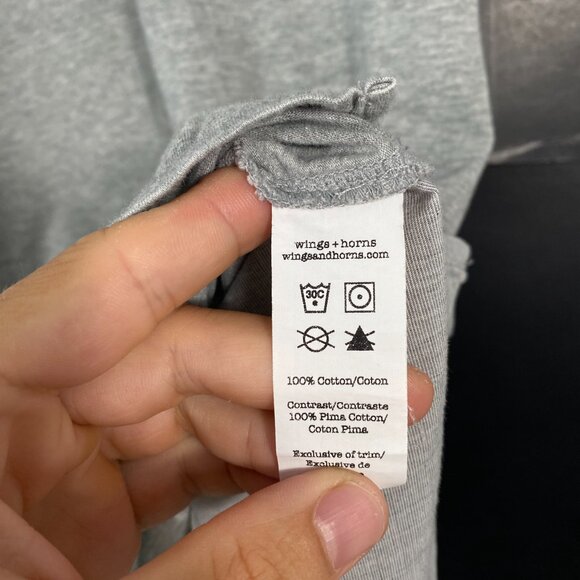 wings + horns
wingsandhorns.com
30C
100% Cotton/Coton
Contrast/Contraste
100% Pima Cotton/
Coton Pima
Exclusive of trim/
Exclusive de